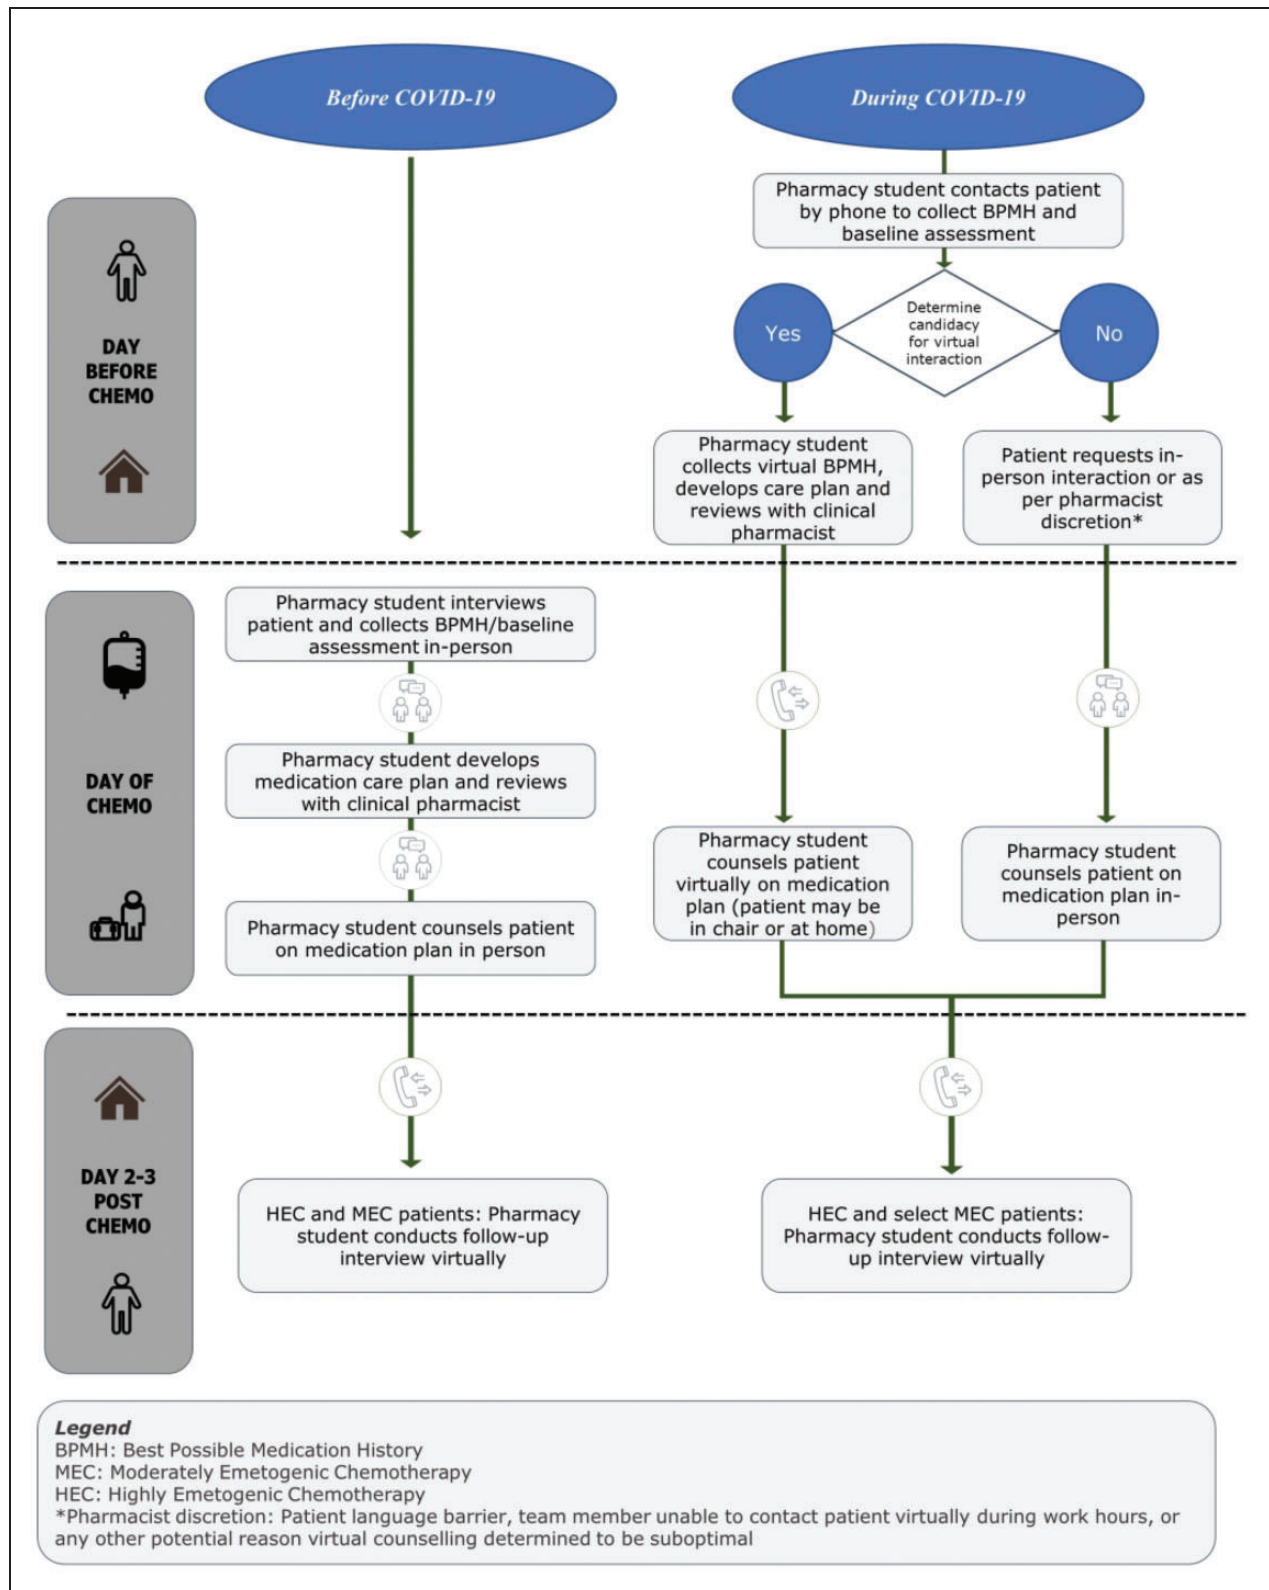 Before COVID-19
During COVID-19
Pharmacy student contacts patient
by phone to collect BPMH and
baseline assessment
DAY
BEFORE
CHEMO
Yes
Determine
candidacy
for virtual
interaction
No
Pharmacy student
collects virtual BPMH,
develops care plan and
reviews with clinical
pharmacist
Patient requests in-
person interaction or as
per pharmacist
discretion*
DAY OF
CHEMO
Pharmacy student interviews
patient and collects BPMH/baseline
assessment in-person
Pharmacy student develops
medication care plan and reviews
with clinical pharmacist
Pharmacy student counsels patient
on medication plan in person
Pharmacy student
counsels patient
virtually on medication
plan (patient may be
in chair or at home)
Pharmacy student
counsels patient on
medication plan in-
person
DAY 2-3
POST
CHEMO
HEC and MEC patients: Pharmacy
student conducts follow-up
interview virtually
HEC and select MEC patients:
Pharmacy student conducts follow-
up interview virtually
Legend
BPMH: Best Possible Medication History
MEC: Moderately Emetogenic Chemotherapy
HEC: Highly Emetogenic Chemotherapy
*Pharmacist discretion: Patient language barrier, team member unable to contact patient virtually during work hours, or
any other potential reason virtual counselling determined to be suboptimal